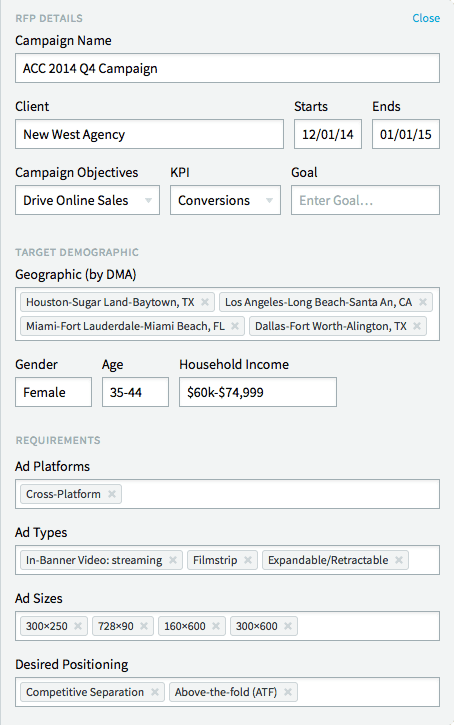 RFP DETAILS Close
Campaign Name
ACC 2014 Q4 Campaign
Client Starts Ends
New West Agency 12/01/14 01/01/15
Campaign Objectives KPI Goal
Drive Online Sales Conversions Enter Goal...
TARGET DEMOGRAPHIC
Geographic (by DMA)
Houston-Sugar Land-Baytown, TX × Los Angeles-Long Beach-Santa An, CA ×
Miami-Fort Lauderdale-Miami Beach, FL × Dallas-Fort Worth-Alington, TX ×
Gender Age Household Income
Female 35-44 $60k-$74,999
REQUIREMENTS
Ad Platforms
Cross-Platform ×
Ad Types
In-Banner Video: streaming × Filmstrip × Expandable/Retractable ×
Ad Sizes
300×250 × 728×90 × 160×600 × 300×600 ×
Desired Positioning
Competitive Separation × Above-the-fold (ATF) ×